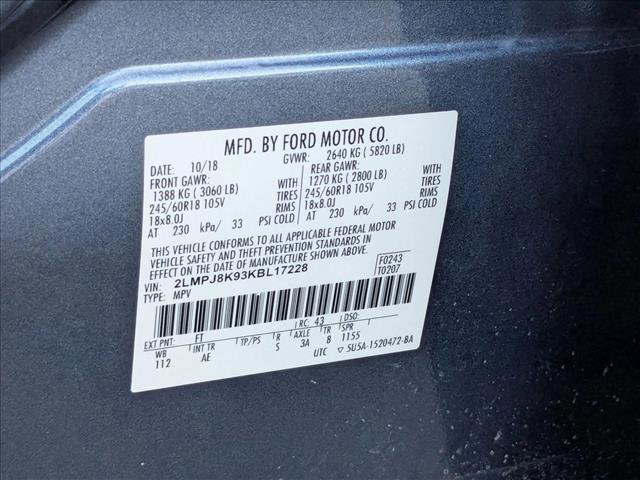 MFD. BY FORD MOTOR CO.
DATE: 10/18 GVWR: 2640 KG ( 5820 LB)
FRONT GAWR: REAR GAWR:
1388 KG ( 3060 LB) WITH 1270 KG ( 2800 LB) WITH
245/60R18 105V TIRES 245/60R18 105V TIRES
18x8.0J RIMS 18x8.0J RIMS
AT 230 kPa/ 33 PSI COLD AT 230 kPa/ 33 PSI COLD
THIS VEHICLE CONFORMS TO ALL APPLICABLE FEDERAL MOTOR
VEHICLE SAFETY AND THEFT PREVENTION STANDARDS IN
EFFECT ON THE DATE OF MANUFACTURE SHOWN ABOVE.
VIN: 2LMPJ8K93KBL17228 F0243
TYPE: MPV T0207
EXT PNT: FT RC: 43 DSO:
WB INT TR TP/PS R AXLE TR SPR
112 AE S 3A 8 1155
UTC 5U5A-1520472-BA